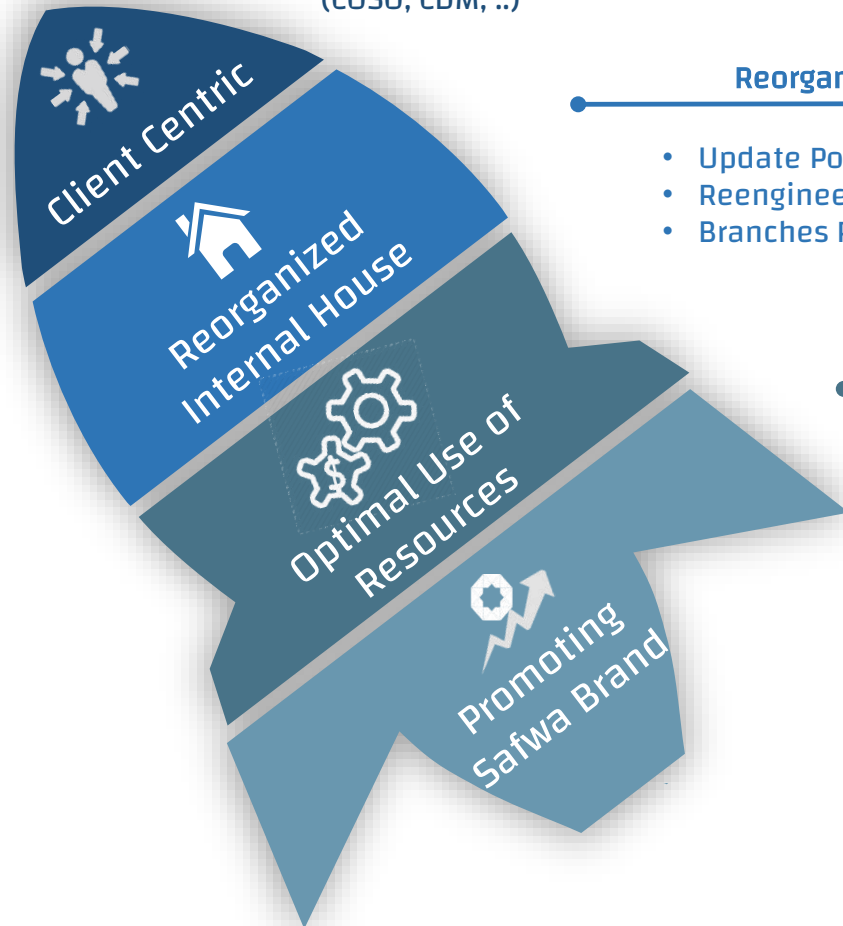 Client Centric
Reorgan
• Update Po
• Reenginee
• Branches
Reorganized
Internal House
$
Optimal Use of
Resources
Promoting
Safwa Brand